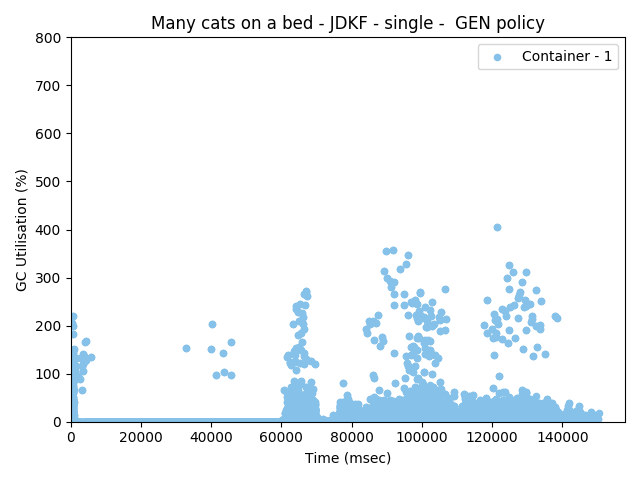 Many cats on a bed - JDKF - single -  GEN policy
Container - 1
GC Utilisation (%)
800
700
600
500
400
300
200
100
0
0 20000 40000 60000 80000 100000 120000 140000
Time (msec)